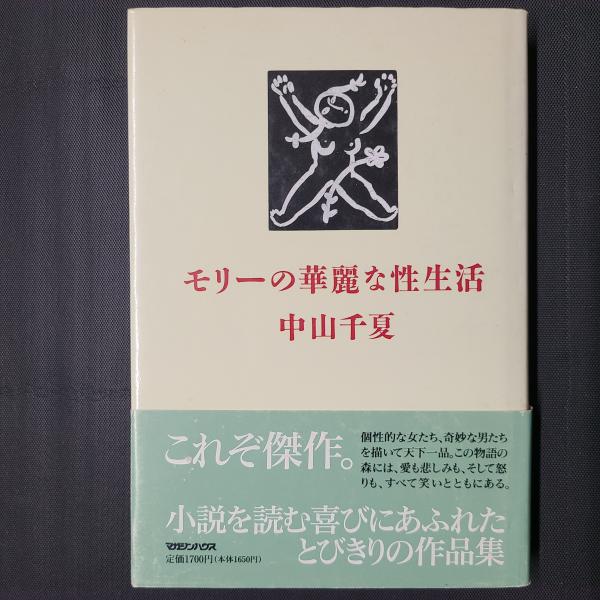 モリーの華麗な性生活
中山千夏
これぞ傑作。
個性的な女たち、奇妙な男たち
を描いて天下一品。この物語の
森には、愛も悲しみも、そして怒
りも、すべて笑いとともにある。
小説を読む喜びにあふれた
とびきりの作品集
マガジンハウス
定価1700円(本体1650円)